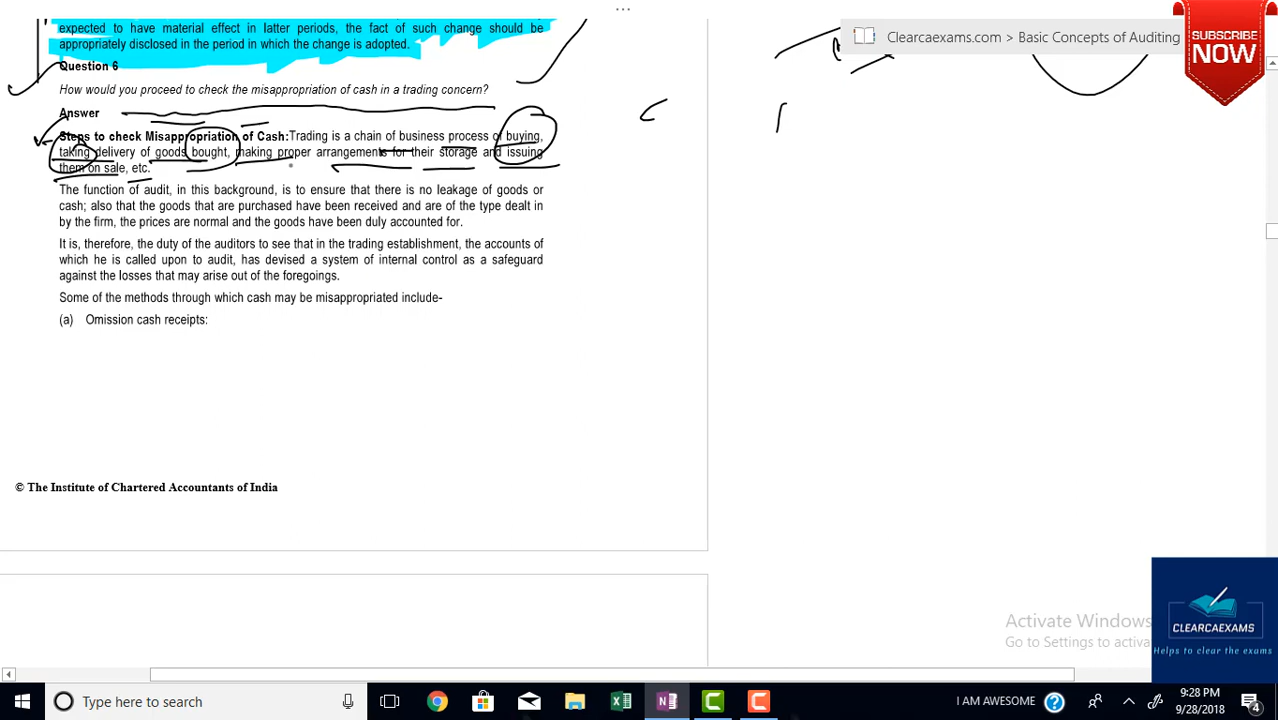 expected to have material effect in latter periods, the fact of such change should be
appropriately disclosed in the period in which the change is adopted.
Clearcaexams.com > Basic Concepts of Auditing
SUBSCRIBE
NOW
Question 6
How would you proceed to check the misappropriation of cash in a trading concern?
Answer
Steps to check Misappropriation of Cash:Trading is a chain of business process of buying,
taking delivery of goods bought, making proper arrangements for their storage and issuing
them on sale, etc.
The function of audit, in this background, is to ensure that there is no leakage of goods or
cash; also that the goods that are purchased have been received and are of the type dealt in
by the firm, the prices are normal and the goods have been duly accounted for.
It is, therefore, the duty of the auditors to see that in the trading establishment, the accounts of
which he is called upon to audit, has devised a system of internal control as a safeguard
against the losses that may arise out of the foregoings.
Some of the methods through which cash may be misappropriated include-
(a) Omission cash receipts:
© The Institute of Chartered Accountants of India
Activate Windows
Go to Settings to activa
CLEARCAEXAMS
Helps to clear the exams
Type here to search
I AM AWESOME
9:28 PM
9/28/2018
4